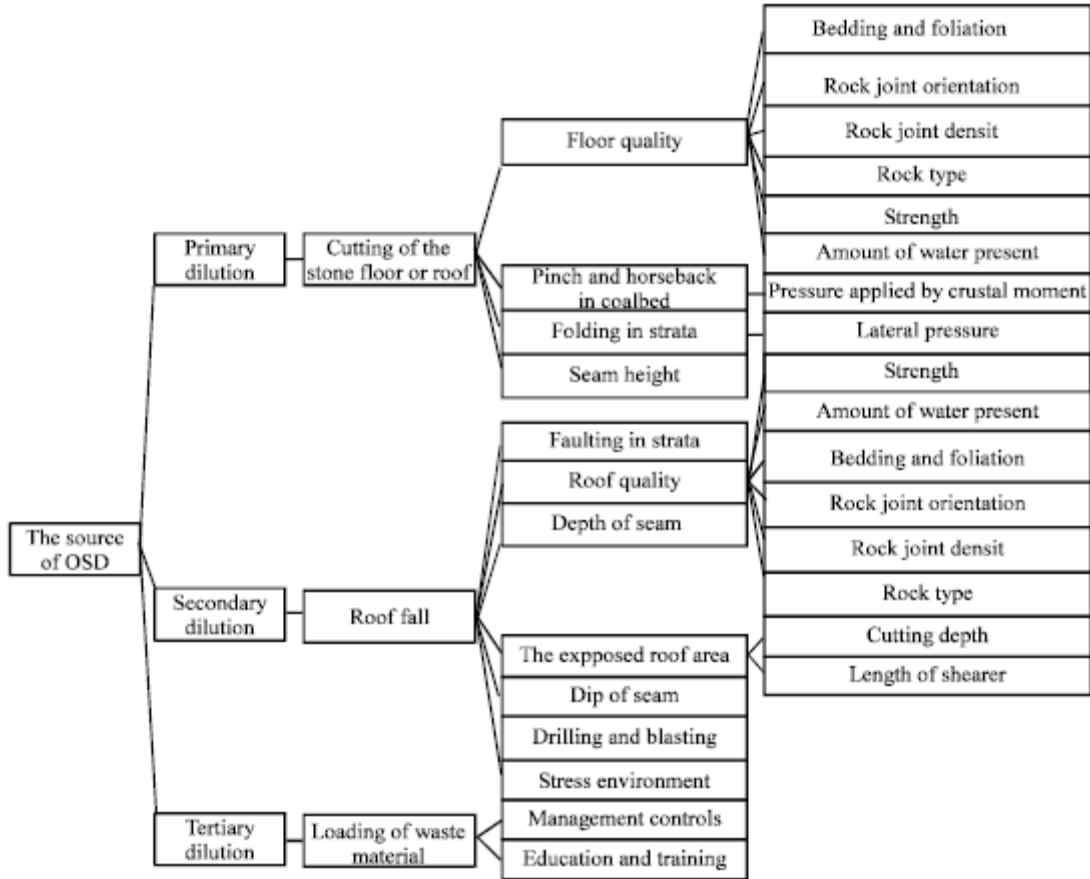 The source
of OSD
Primary
dilution
Cutting of the
stone floor or roof
Floor quality
Bedding and foliation
Rock joint orientation
Rock joint densit
Rock type
Strength
Amount of water present
Pinch and horseback
in coalbed
Pressure applied by crustal moment
Folding in strata
Lateral pressure
Seam height
Secondary
dilution
Roof fall
Faulting in strata
Roof quality
Strength
Amount of water present
Bedding and foliation
Rock joint orientation
Rock joint densit
Rock type
Depth of seam
The expposed roof area
Cutting depth
Length of shearer
Dip of seam
Drilling and blasting
Stress environment
Tertiary
dilution
Loading of waste
material
Management controls
Education and training